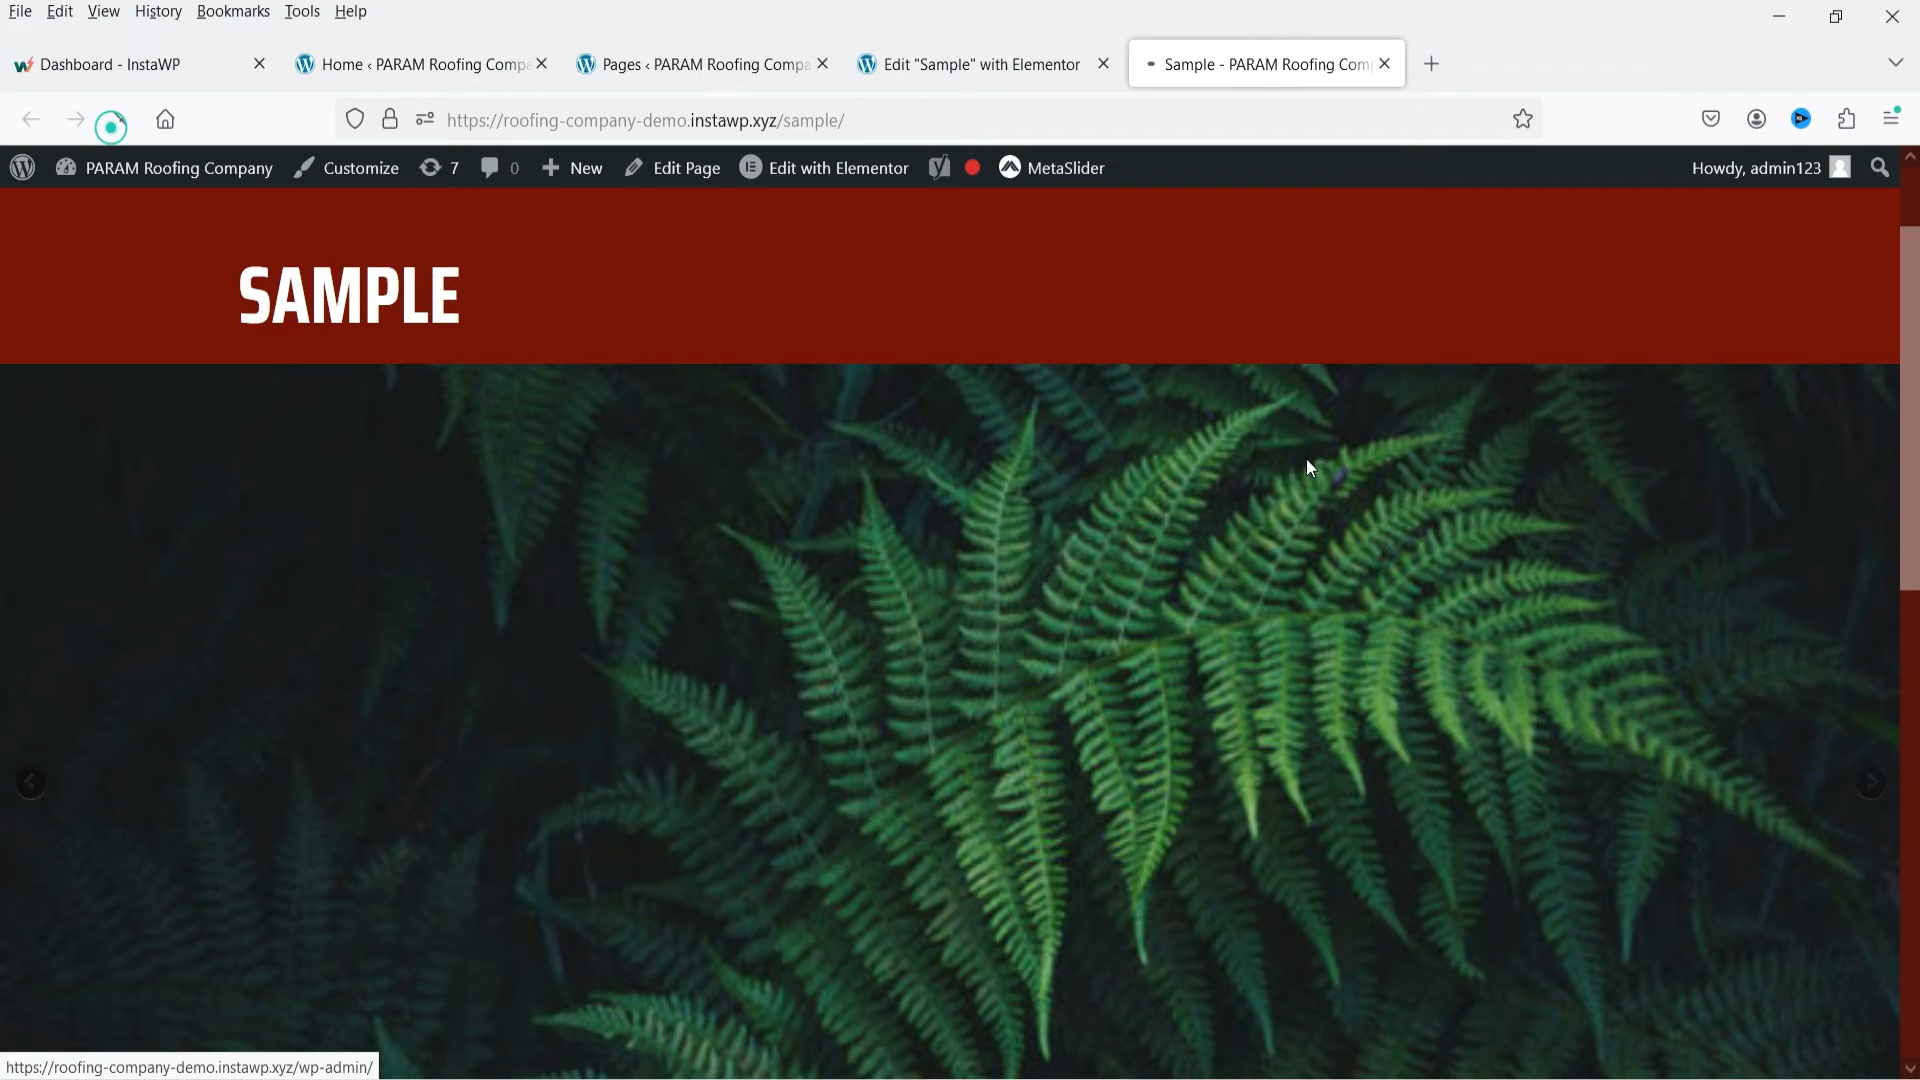 File Edit View History Bookmarks Tools Help
Dashboard - InstaWP
Home ‹ PARAM Roofing Compa
Pages ‹ PARAM Roofing Compa
Edit "Sample" with Elementor
Sample - PARAM Roofing Com
https://roofing-company-demo.instawp.xyz/sample/
PARAM Roofing Company Customize 7 0 New Edit Page Edit with Elementor MetaSlider Howdy, admin123
SAMPLE
https://roofing-company-demo.instawp.xyz/wp-admin/